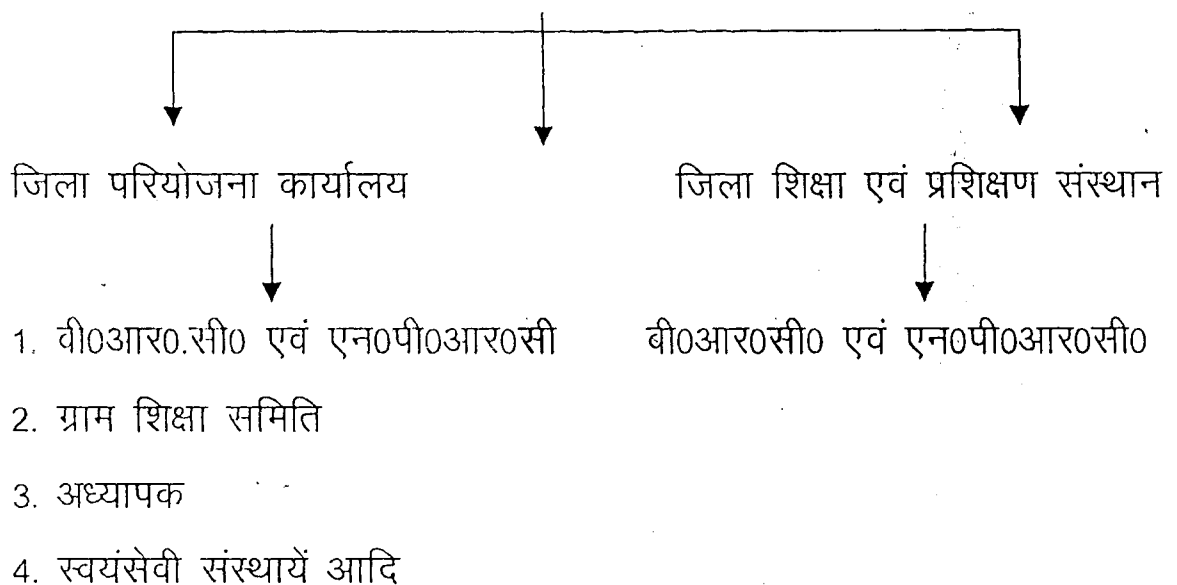 जिला परियोजना कार्यालय जिला शिक्षा एवं प्रशिक्षण संस्थान
1. वी0आर0.सी0 एवं एन0पी0आर0सी बी0आर0सी0 एवं एन0पी0आर0सी0
2. ग्राम शिक्षा समिति
3. अध्यापक
4. स्वयंसेवी संस्थायें आदि